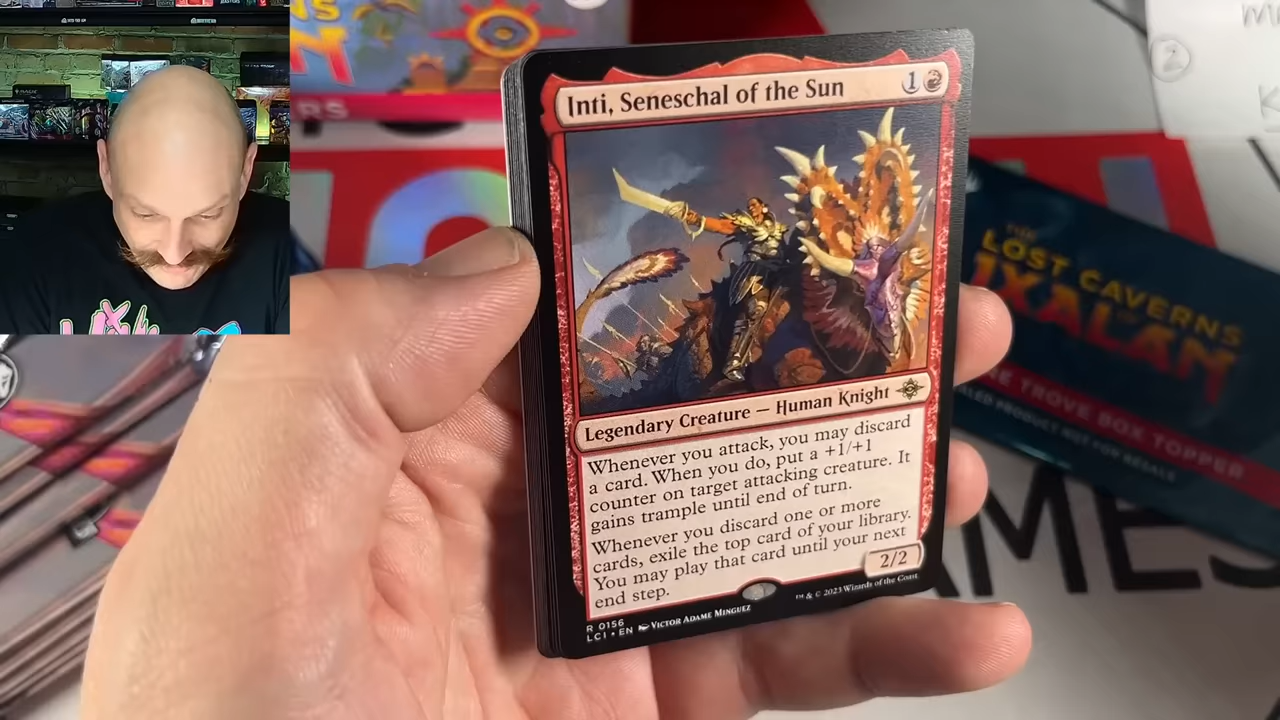 Inti, Seneschal of the Sun
1
Legendary Creature — Human Knight
Whenever you attack, you may discard
a card. When you do, put a +1/+1
counter on target attacking creature. It
gains trample until end of turn.
Whenever you discard one or more
cards, exile the top card of your library.
You may play that card until your next
end step.
2/2
R 0156
LCI • EN VICTOR ADAME MINGUEZ
™ & © 2023 Wizards of the Coast
THE
LOST CAVERNS
OF
IXALAN
TROVE BOX TOPPER